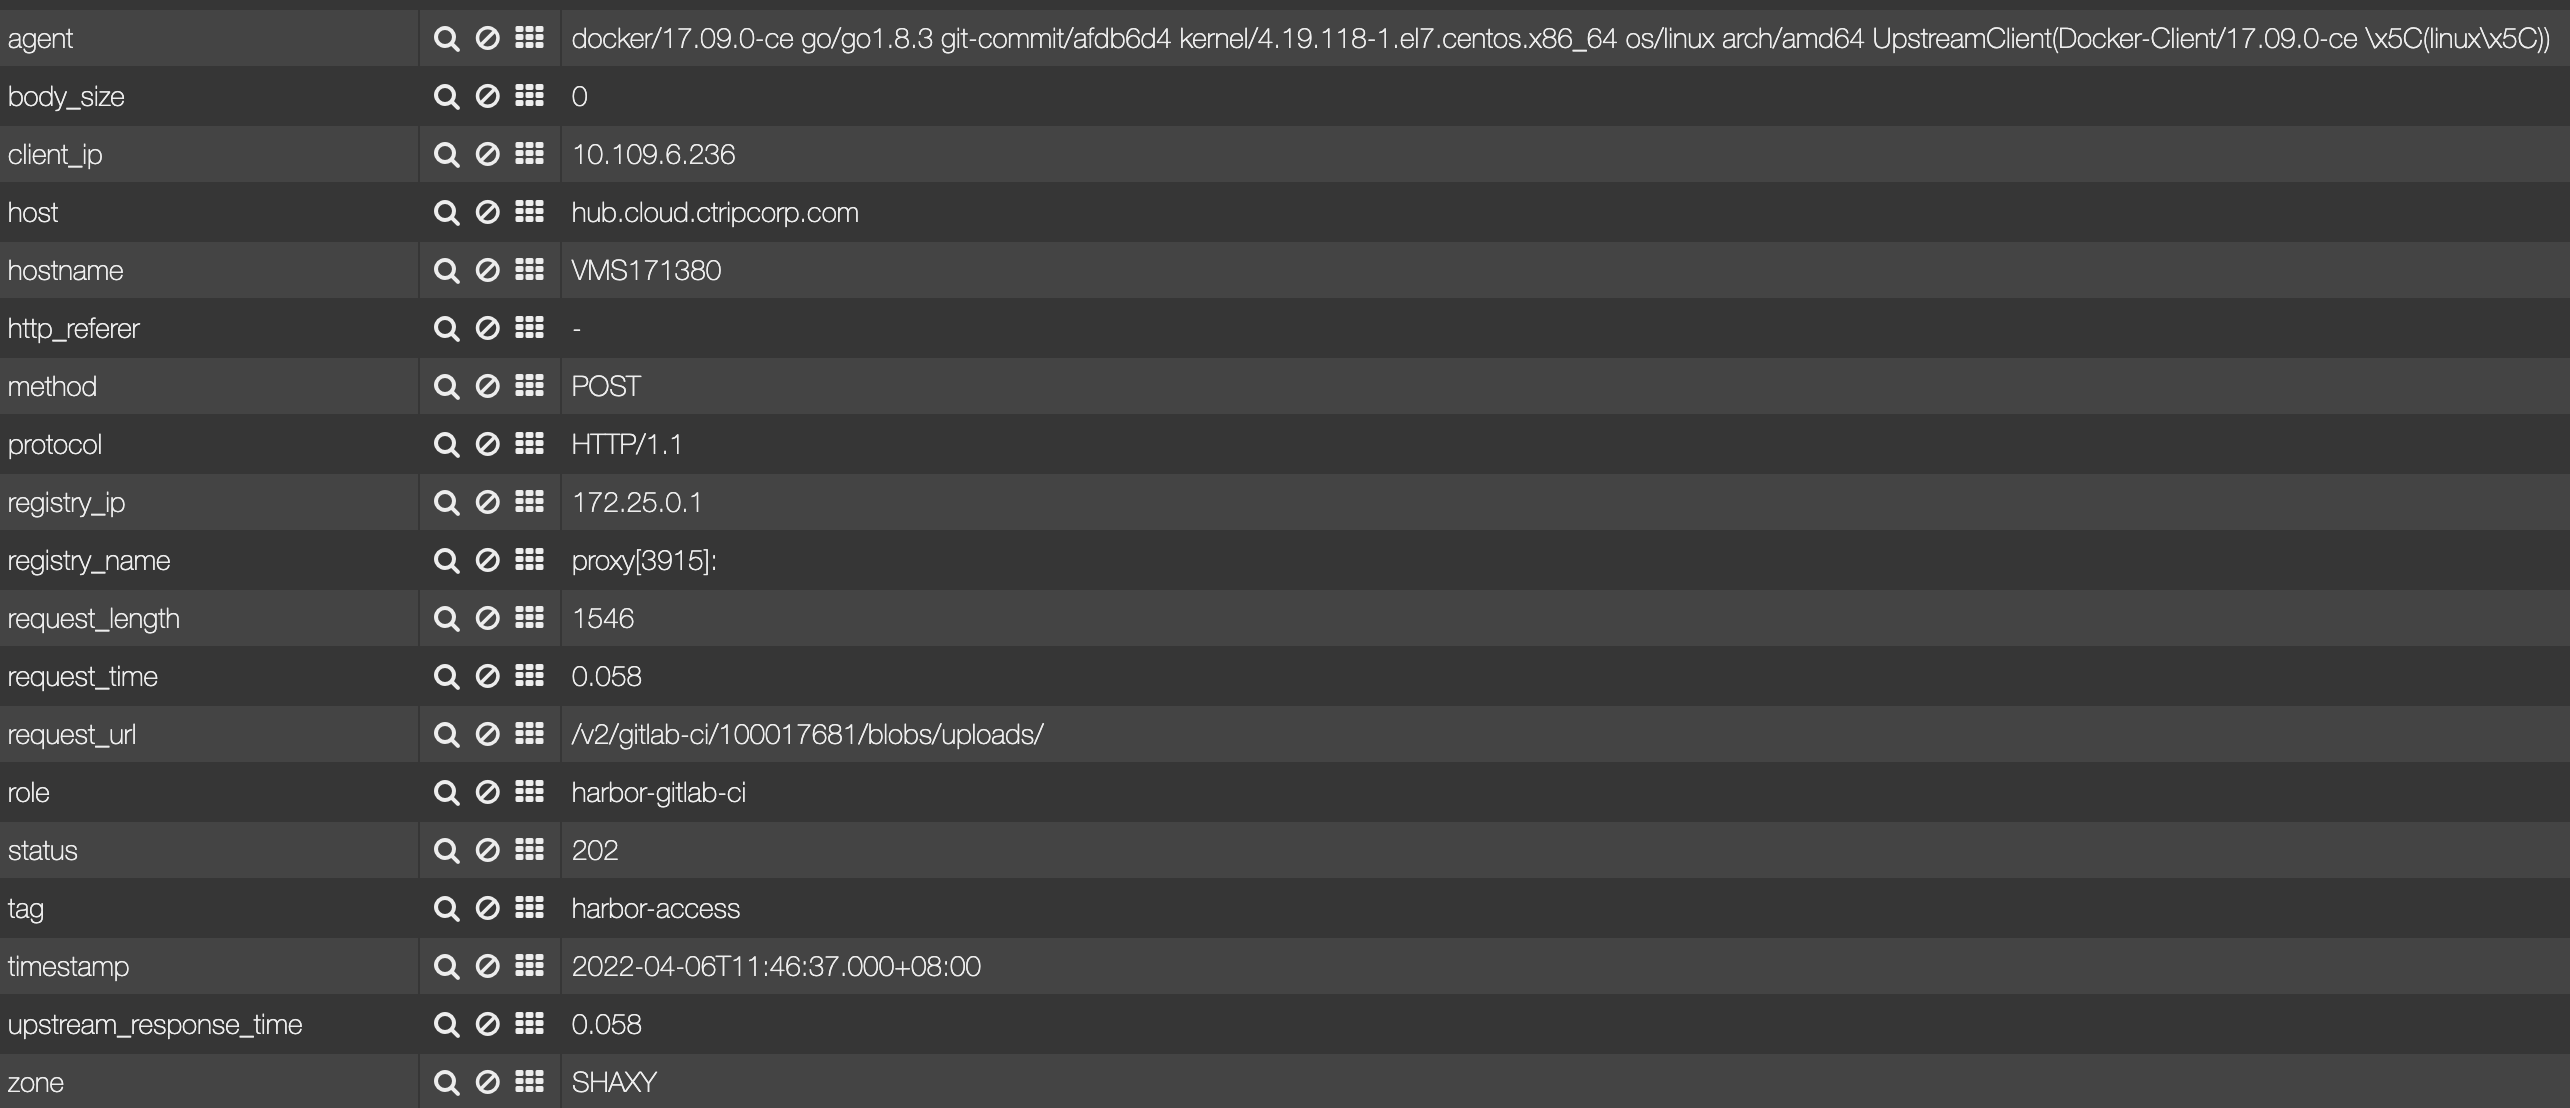 agent docker/17.09.0-ce go/go1.8.3 git-commit/afdb6d4 kernel/4.19.118-1.el7.centos.x86_64 os/linux arch/amd64 UpstreamClient(Docker-Client/17.09.0-ce \x5C(linux\x5C))
body_size 0
client_ip 10.109.6.236
host hub.cloud.ctripcorp.com
hostname VMS171380
http_referer -
method POST
protocol HTTP/1.1
registry_ip 172.25.0.1
registry_name proxy[3915]:
request_length 1546
request_time 0.058
request_url /v2/gitlab-ci/100017681/blobs/uploads/
role harbor-gitlab-ci
status 202
tag harbor-access
timestamp 2022-04-06T11:46:37.000+08:00
upstream_response_time 0.058
zone SHAXY